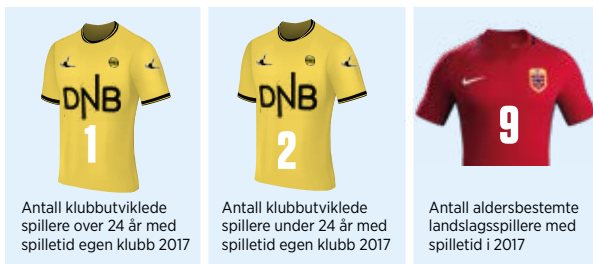 DNB
1
Antall klubbutviklede
spillere over 24 år med
spilletid egen klubb 2017
DNB
2
Antall klubbutviklede
spillere under 24 år med
spilletid egen klubb 2017
9
Antall aldersbestemte
landslagsspillere med
spilletid i 2017